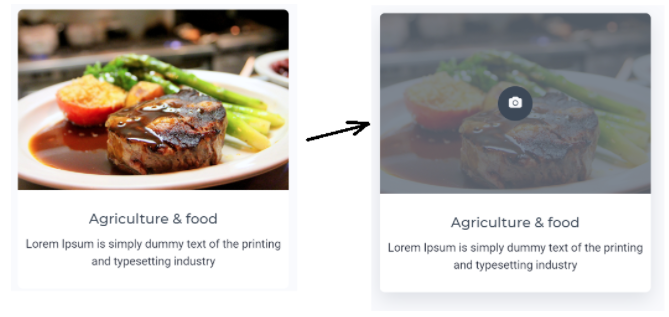 Agriculture & food
Lorem Ipsum is simply dummy text of the printing
and typesetting industry
Agriculture & food
Lorem Ipsum is simply dummy text of the printing
and typesetting industry